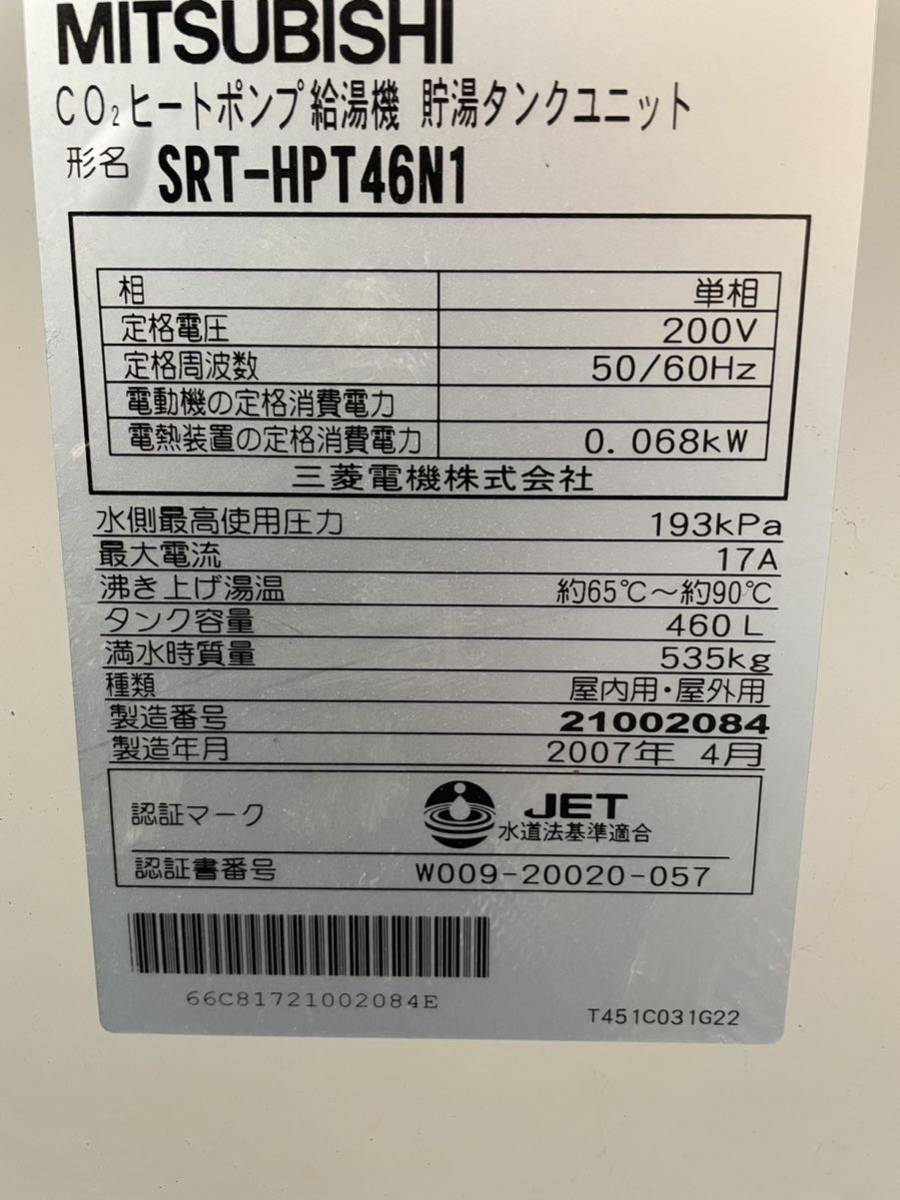 MITSUBISHI
CO₂ヒートポンプ給湯機 貯湯タンクユニット
形名 SRT-HPT46N1
相 単相
定格電圧 200V
定格周波数 50/60Hz
電動機の定格消費電力
電熱装置の定格消費電力 0.068kW
三菱電機株式会社
水側最高使用圧力 193kPa
最大電流 17A
沸き上げ湯温 約65℃～約90℃
タンク容量 460L
満水時質量 535kg
種類 屋内用・屋外用
製造番号 21002084
製造年月 2007年 4月
認証マーク JET
水道法基準適合
認証書番号 W009-20020-057
66C81721002084E
T451C031G22